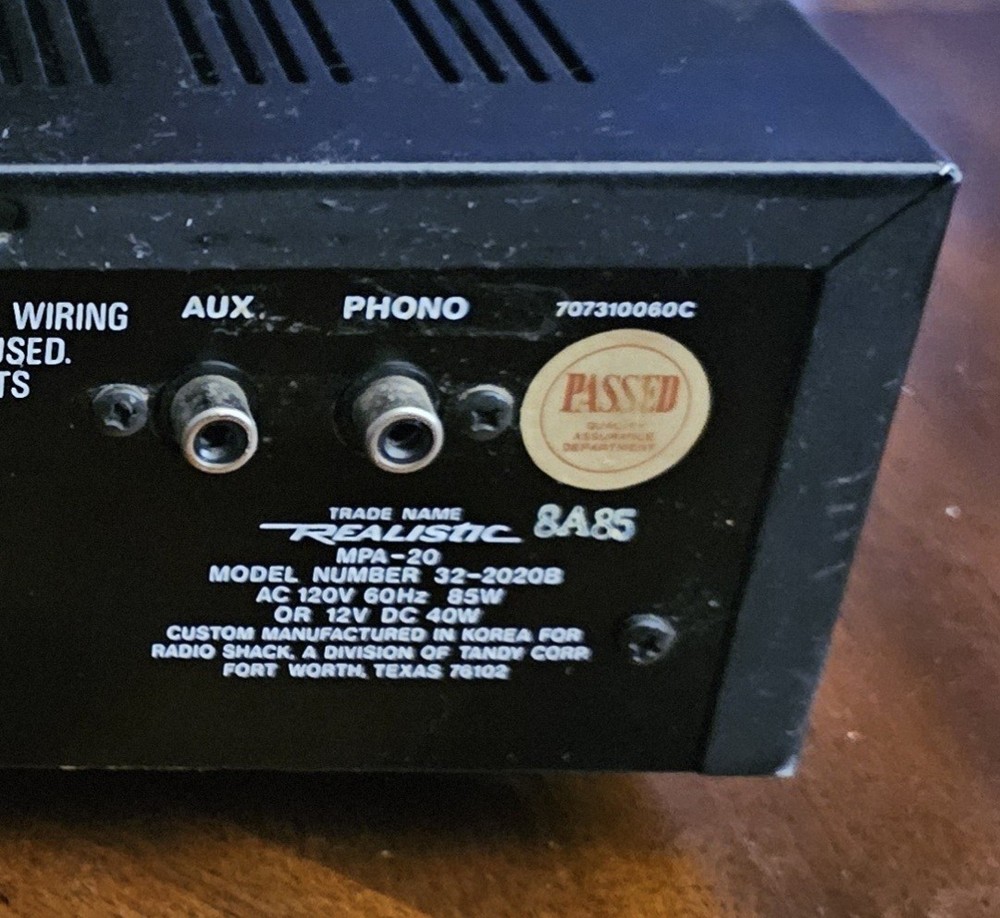 WIRING
USED.
TS
AUX
PHONO
707310060C
PASSED
QUALITY
ASSURANCE
DEPARTMENT
TRADE NAME
REALISTIC
8A85
MPA-20
MODEL NUMBER 32-2020B
AC 120V 60Hz 85W
OR 12V DC 40W
CUSTOM MANUFACTURED IN KOREA FOR
RADIO SHACK, A DIVISION OF TANDY CORP.
FORT WORTH, TEXAS 76102